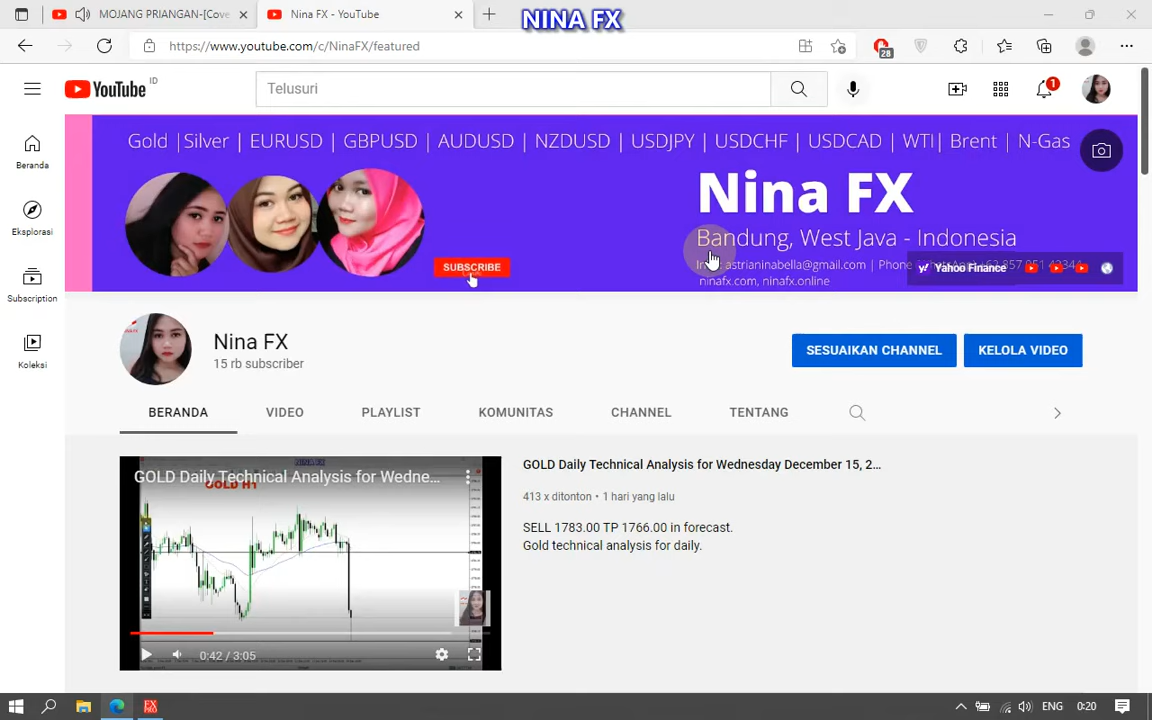 MOJANG PRIANGAN-[Cove
Nina FX - YouTube
NINA FX
https://www.youtube.com/c/NinaFX/featured
28
YouTube ID
Telusuri
1
Beranda
Eksplorasi
Subscription
Koleksi
Gold |Silver | EURUSD | GBPUSD | AUDUSD | NZDUSD | USDJPY | USDCHF | USDCAD | WTI| Brent | N-Gas
Nina FX
Bandung, West Java - Indonesia
astrianinabella@gmail.com | Phone
ninafx.com, ninafx.online
Yahoo Finance
SUBSCRIBE
Nina FX
15 rb subscriber
SESUAIKAN CHANNEL
KELOLA VIDEO
BERANDA
VIDEO
PLAYLIST
KOMUNITAS
CHANNEL
TENTANG
GOLD Daily Technical Analysis for Wedne...
GOLD H1
0:42 / 3:05
GOLD Daily Technical Analysis for Wednesday December 15, 2...
413 x ditonton • 1 hari yang lalu
SELL 1783.00 TP 1766.00 in forecast.
Gold technical analysis for daily.
FX
ENG
0:20